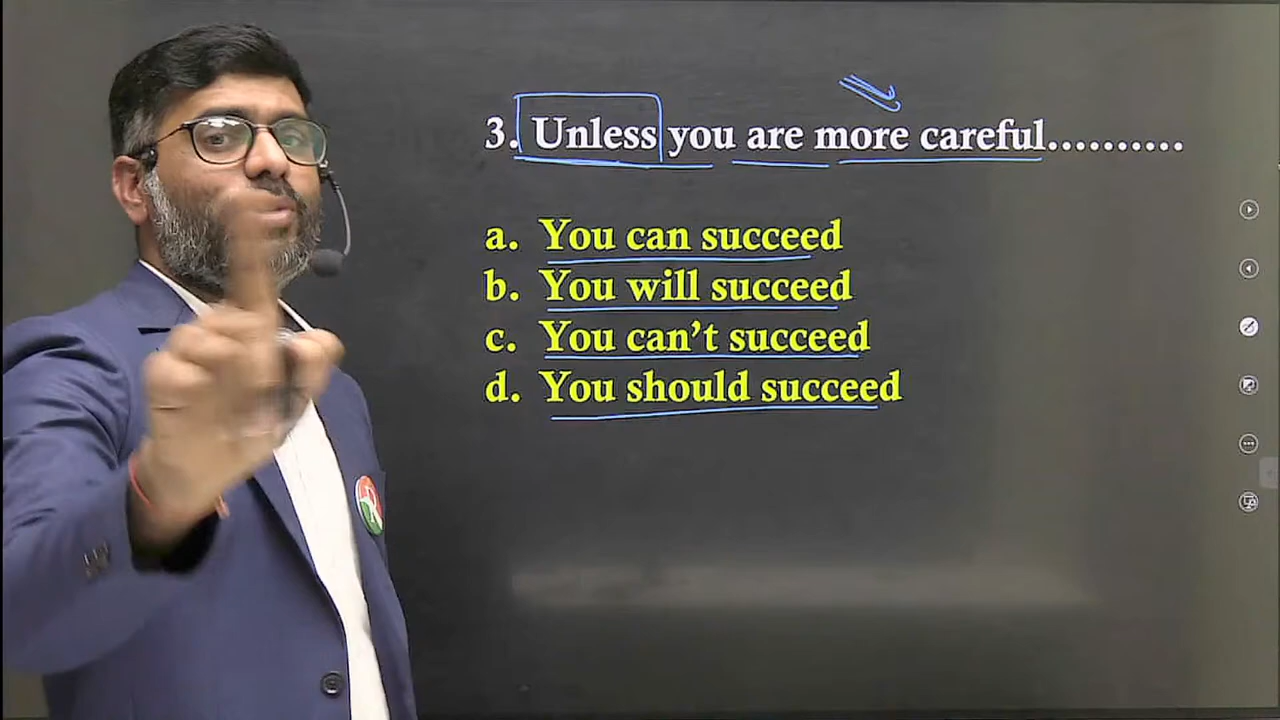 3. Unless you are more careful..........
a. You can succeed
b. You will succeed
c. You can't succeed
d. You should succeed